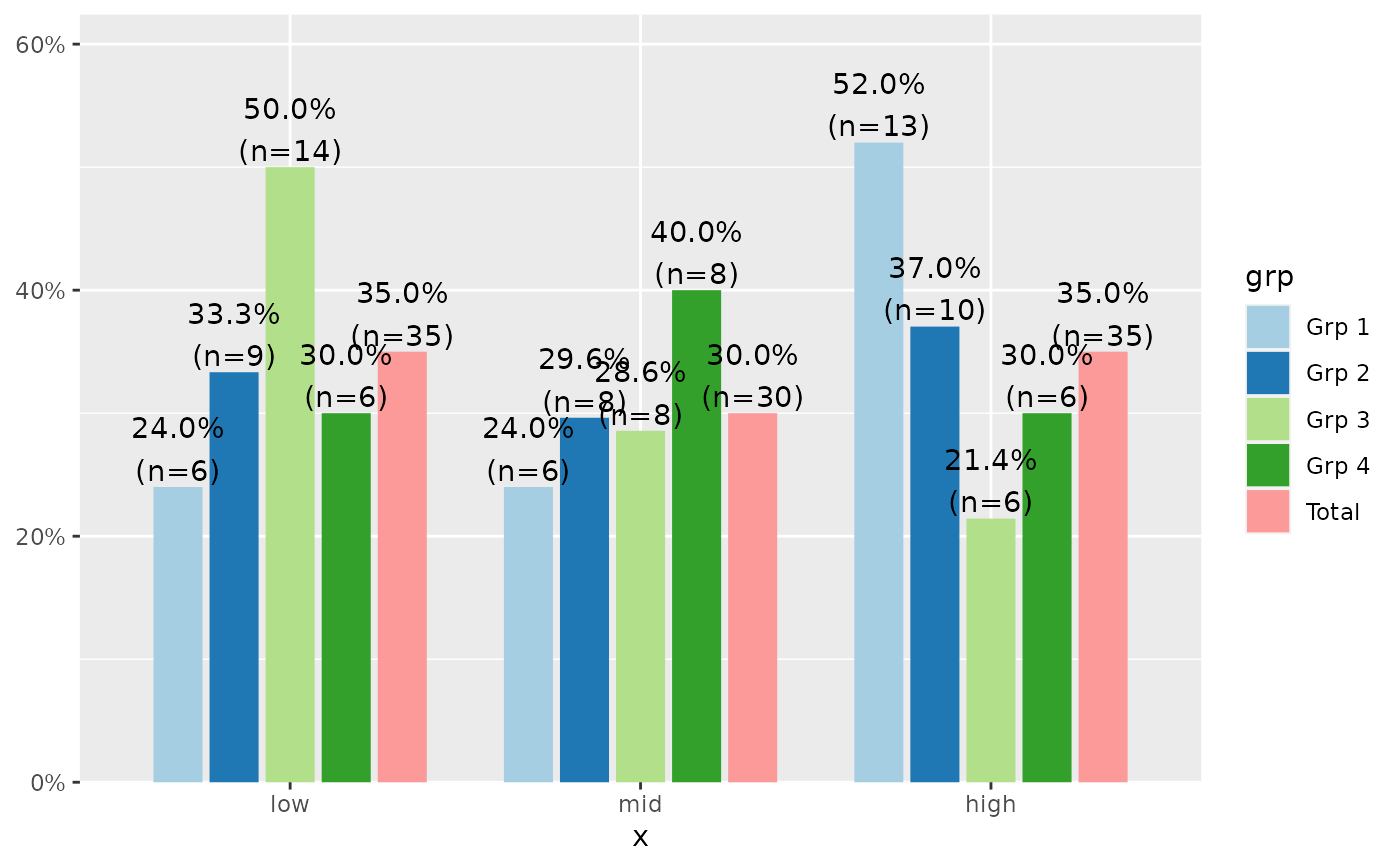 60%
40%
20%
0%
24.0%
(n=6)
33.3%
(n=9)
50.0%
(n=14)
30.0%
(n=6)
35.0%
(n=35)
24.0%
(n=6)
29.6%
(n=8)
28.6%
(n=8)
40.0%
(n=8)
30.0%
(n=30)
52.0%
(n=13)
37.0%
(n=10)
21.4%
(n=6)
30.0%
(n=6)
35.0%
(n=35)
low
mid
high
x
grp
Grp 1
Grp 2
Grp 3
Grp 4
Total